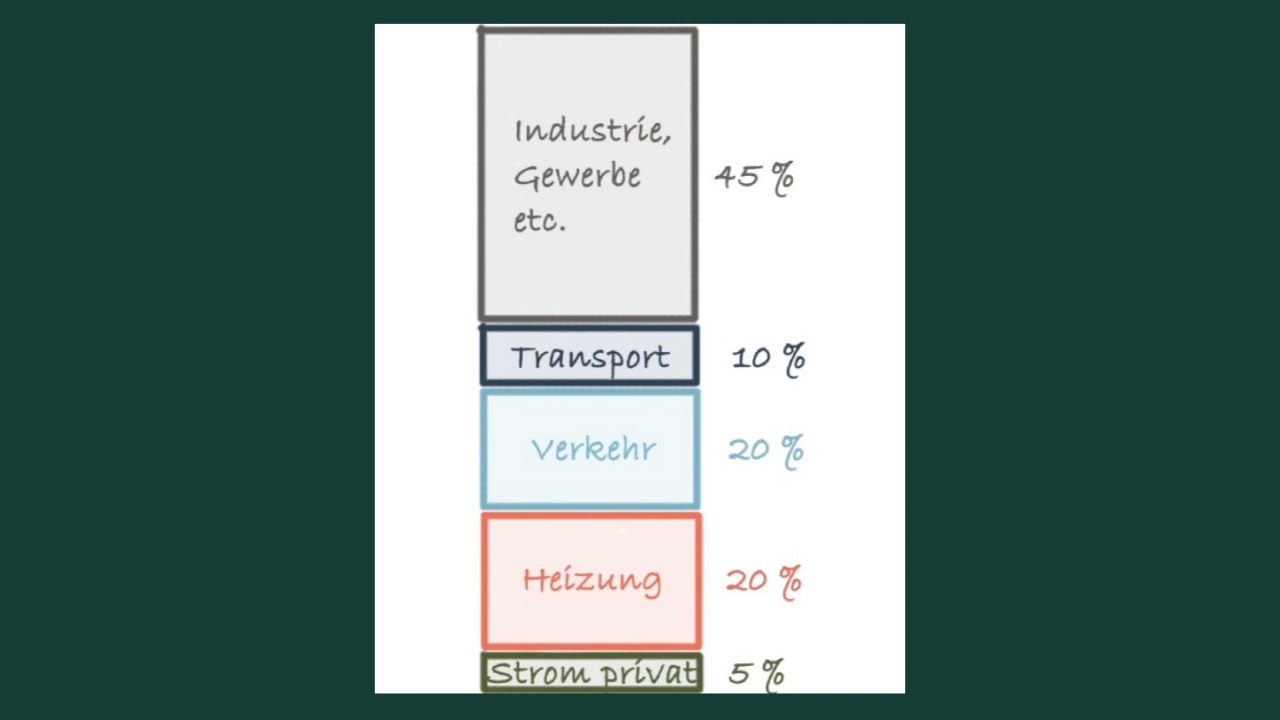 Industrie,
Gewerbe
etc.
45 %
Transport
10 %
Verkehr
20 %
Heizung
20 %
Strom privat
5 %